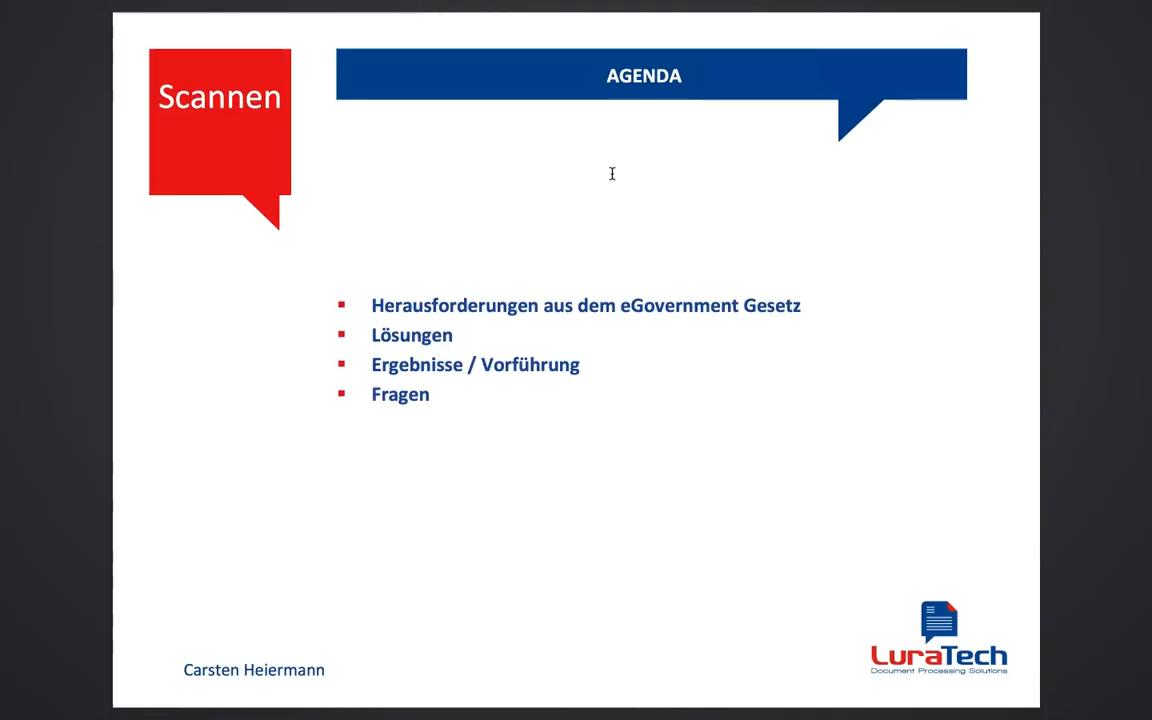 Scannen
AGENDA
Herausforderungen aus dem eGovernment Gesetz
Lösungen
Ergebnisse / Vorführung
Fragen
Carsten Heiermann
LuraTech
Document Processing Solutions